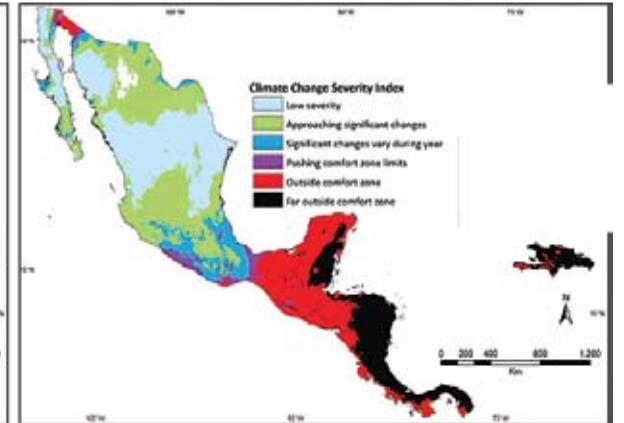 Climate Change Severity Index
Low severity
Approaching significant changes
Significant changes vary during year
Pushing comfort zone limits
Outside comfort zone
Far outside comfort zone
N
0 200 400 800 1,200
Km